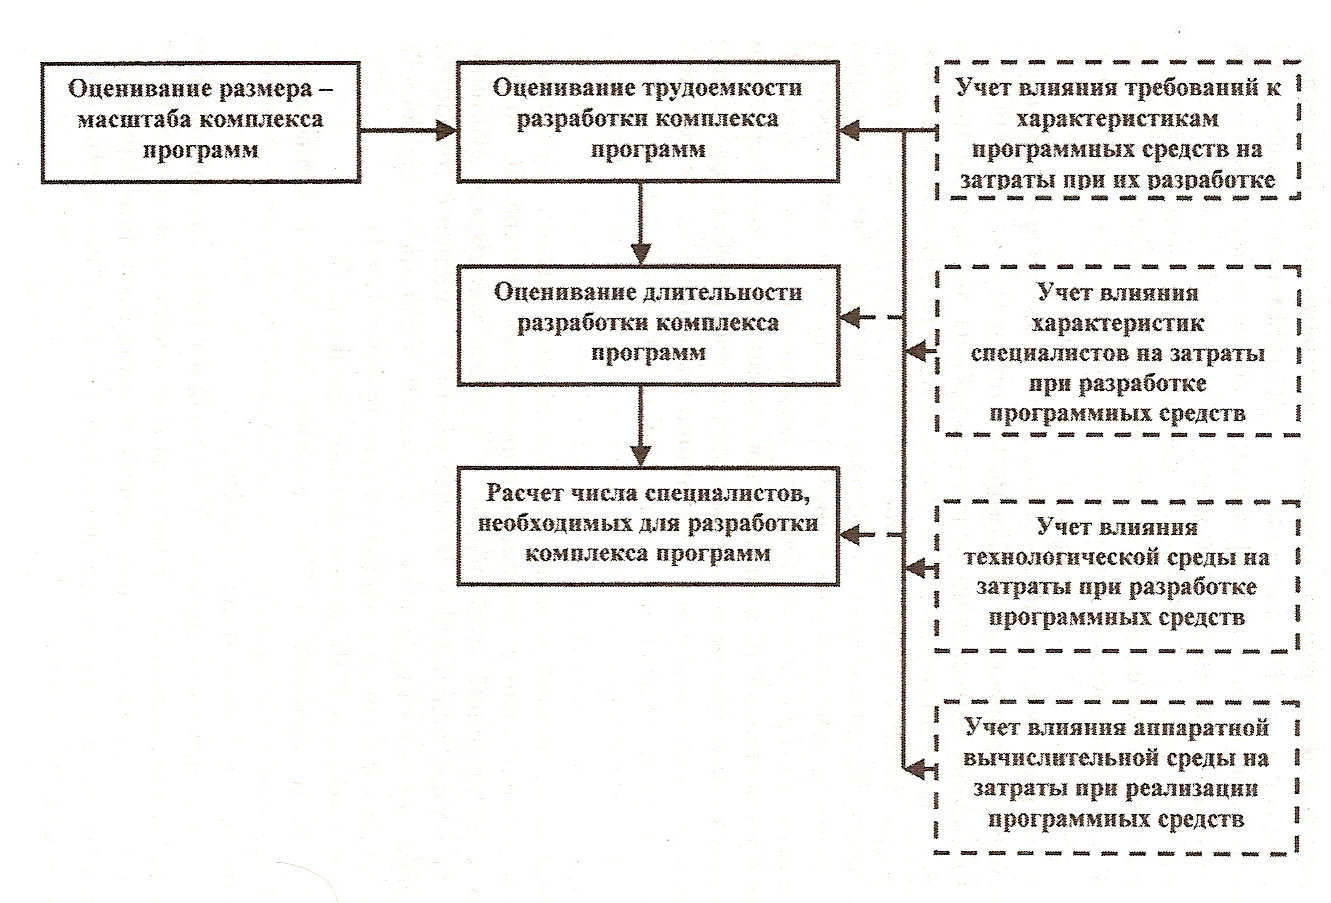 Оценивание размера –
масштаба комплекса
программ
Оценивание трудоемкости
разработки комплекса
программ
Учет влияния требований к
характеристикам
программных средств на
затраты при их разработке
Оценивание длительности
разработки комплекса
программ
Учет влияния
характеристик
специалистов на затраты
при разработке
программных средств
Расчет числа специалистов,
необходимых для разработки
комплекса программ
Учет влияния
технологической среды на
затраты при разработке
программных средств
Учет влияния аппаратной
вычислительной среды на
затраты при реализации
программных средств